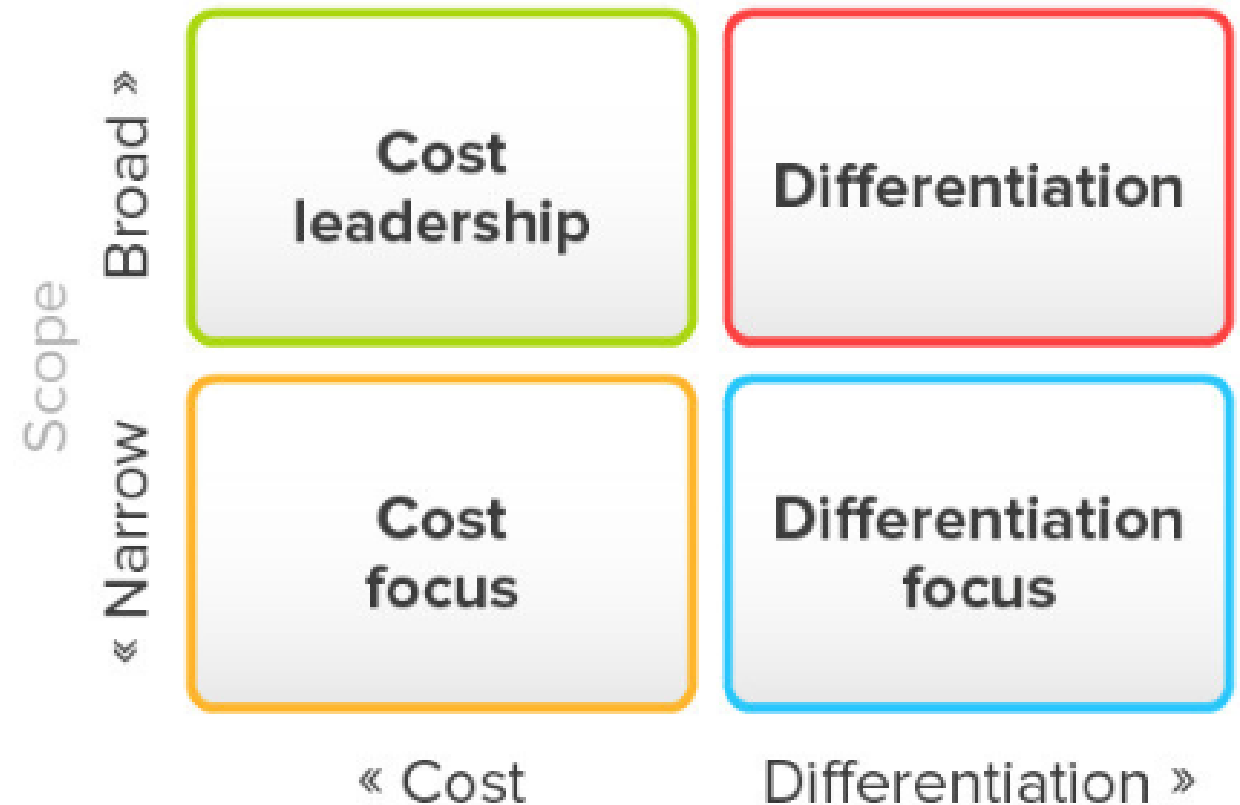 Scope
Broad »
« Narrow
Cost
leadership
Differentiation
Cost
focus
Differentiation
focus
« Cost
Differentiation »